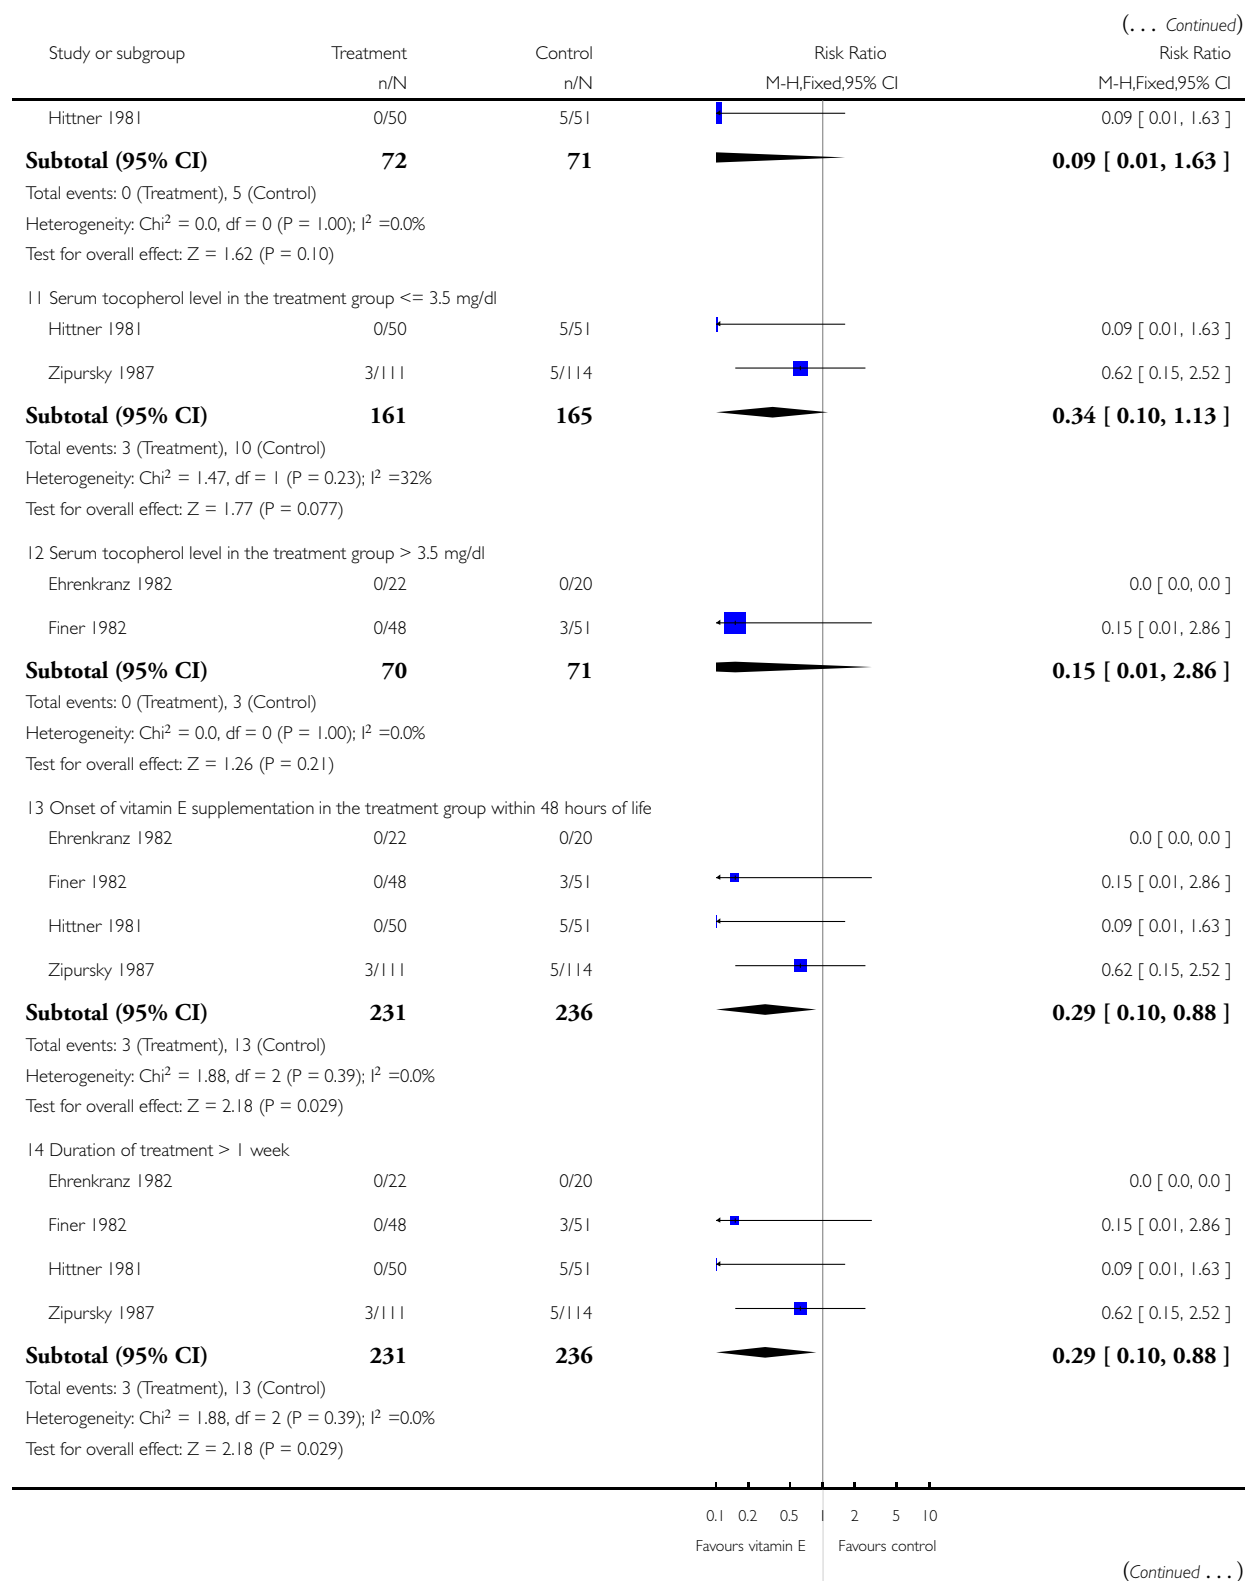 (... Continued)
Study or subgroup Treatment Control Risk Ratio Risk Ratio
n/N n/N M-H,Fixed,95% CI M-H,Fixed,95% CI
Hittner 1981 0/50 5/51 0.09 [ 0.01, 1.63 ]
Subtotal (95% CI) 72 71 0.09 [ 0.01, 1.63 ]
Total events: 0 (Treatment), 5 (Control)
Heterogeneity: Chi² = 0.0, df = 0 (P = 1.00); I² =0.0%
Test for overall effect: Z = 1.62 (P = 0.10)
11 Serum tocopherol level in the treatment group <= 3.5 mg/dl
Hittner 1981 0/50 5/51 0.09 [ 0.01, 1.63 ]
Zipursky 1987 3/111 5/114 0.62 [ 0.15, 2.52 ]
Subtotal (95% CI) 161 165 0.34 [ 0.10, 1.13 ]
Total events: 3 (Treatment), 10 (Control)
Heterogeneity: Chi² = 1.47, df = 1 (P = 0.23); I² =32%
Test for overall effect: Z = 1.77 (P = 0.077)
12 Serum tocopherol level in the treatment group > 3.5 mg/dl
Ehrenkranz 1982 0/22 0/20 0.0 [ 0.0, 0.0 ]
Finer 1982 0/48 3/51 0.15 [ 0.01, 2.86 ]
Subtotal (95% CI) 70 71 0.15 [ 0.01, 2.86 ]
Total events: 0 (Treatment), 3 (Control)
Heterogeneity: Chi² = 0.0, df = 0 (P = 1.00); I² =0.0%
Test for overall effect: Z = 1.26 (P = 0.21)
13 Onset of vitamin E supplementation in the treatment group within 48 hours of life
Ehrenkranz 1982 0/22 0/20 0.0 [ 0.0, 0.0 ]
Finer 1982 0/48 3/51 0.15 [ 0.01, 2.86 ]
Hittner 1981 0/50 5/51 0.09 [ 0.01, 1.63 ]
Zipursky 1987 3/111 5/114 0.62 [ 0.15, 2.52 ]
Subtotal (95% CI) 231 236 0.29 [ 0.10, 0.88 ]
Total events: 3 (Treatment), 13 (Control)
Heterogeneity: Chi² = 1.88, df = 2 (P = 0.39); I² =0.0%
Test for overall effect: Z = 2.18 (P = 0.029)
14 Duration of treatment > 1 week
Ehrenkranz 1982 0/22 0/20 0.0 [ 0.0, 0.0 ]
Finer 1982 0/48 3/51 0.15 [ 0.01, 2.86 ]
Hittner 1981 0/50 5/51 0.09 [ 0.01, 1.63 ]
Zipursky 1987 3/111 5/114 0.62 [ 0.15, 2.52 ]
Subtotal (95% CI) 231 236 0.29 [ 0.10, 0.88 ]
Total events: 3 (Treatment), 13 (Control)
Heterogeneity: Chi² = 1.88, df = 2 (P = 0.39); I² =0.0%
Test for overall effect: Z = 2.18 (P = 0.029)
0.1 0.2 0.5 1 2 5 10
Favours vitamin E Favours control
(Continued ...)